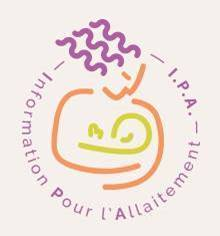 Information Pour l'Allaitement
- I.P.A. -